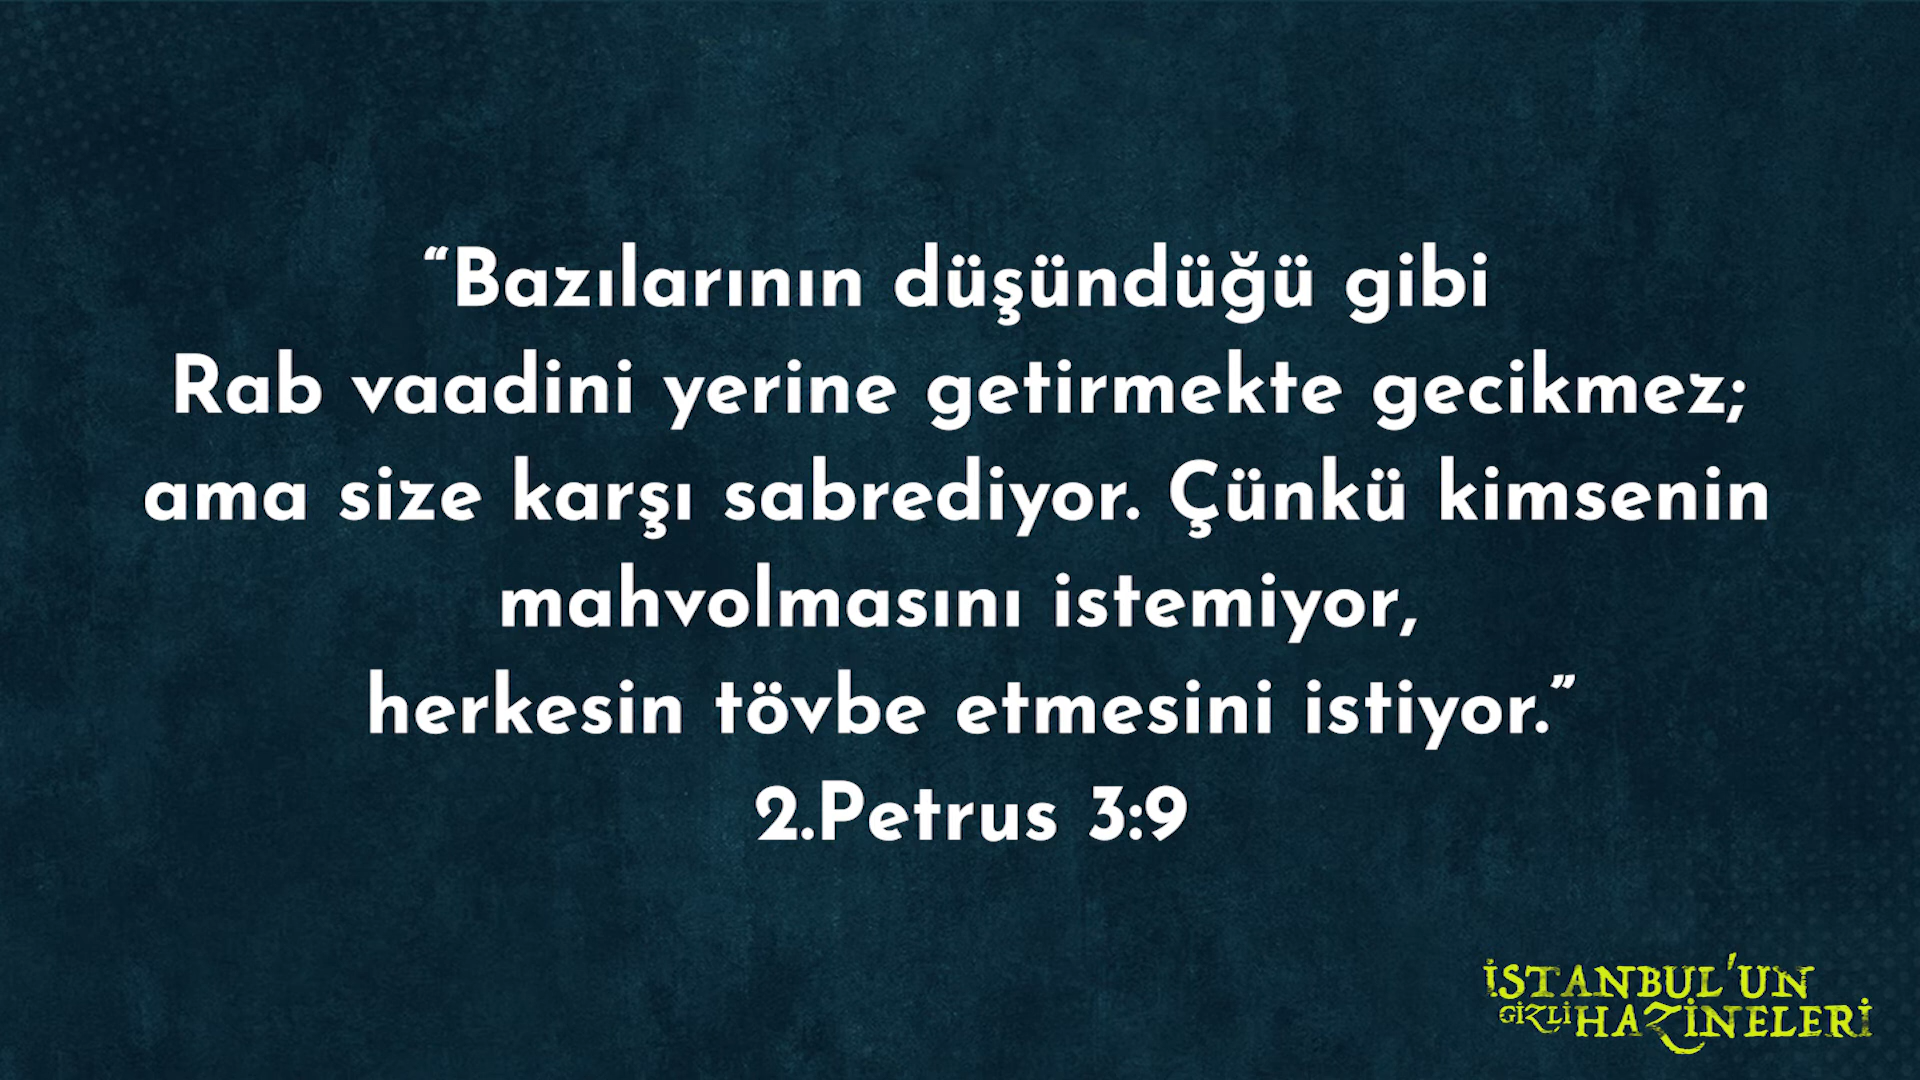 “Bazılarının düşündüğü gibi
Rab vaadini yerine getirmekte gecikmez;
ama size karşı sabrediyor. Çünkü kimsenin
mahvolmasını istemiyor,
herkesin tövbe etmesini istiyor.”
2.Petrus 3:9
İSTANBUL'UN
GİZLİ HAZİNELERİ